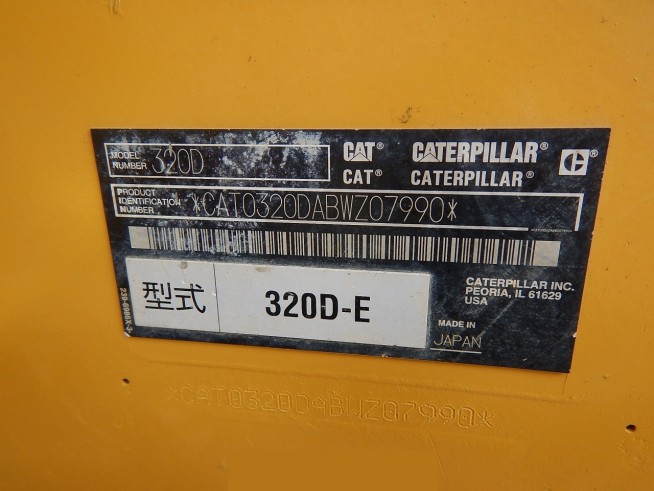 MODEL NUMBER 320D
CAT® CATERPILLAR® C®
CAT® CATERPILLAR®
PRODUCT IDENTIFICATION NUMBER *CAT0320DABWZ07990*
型式 320D-E
CATERPILLAR INC.
PEORIA, IL 61629
USA
MADE IN
JAPAN
*CAT0320DABWZ07990*